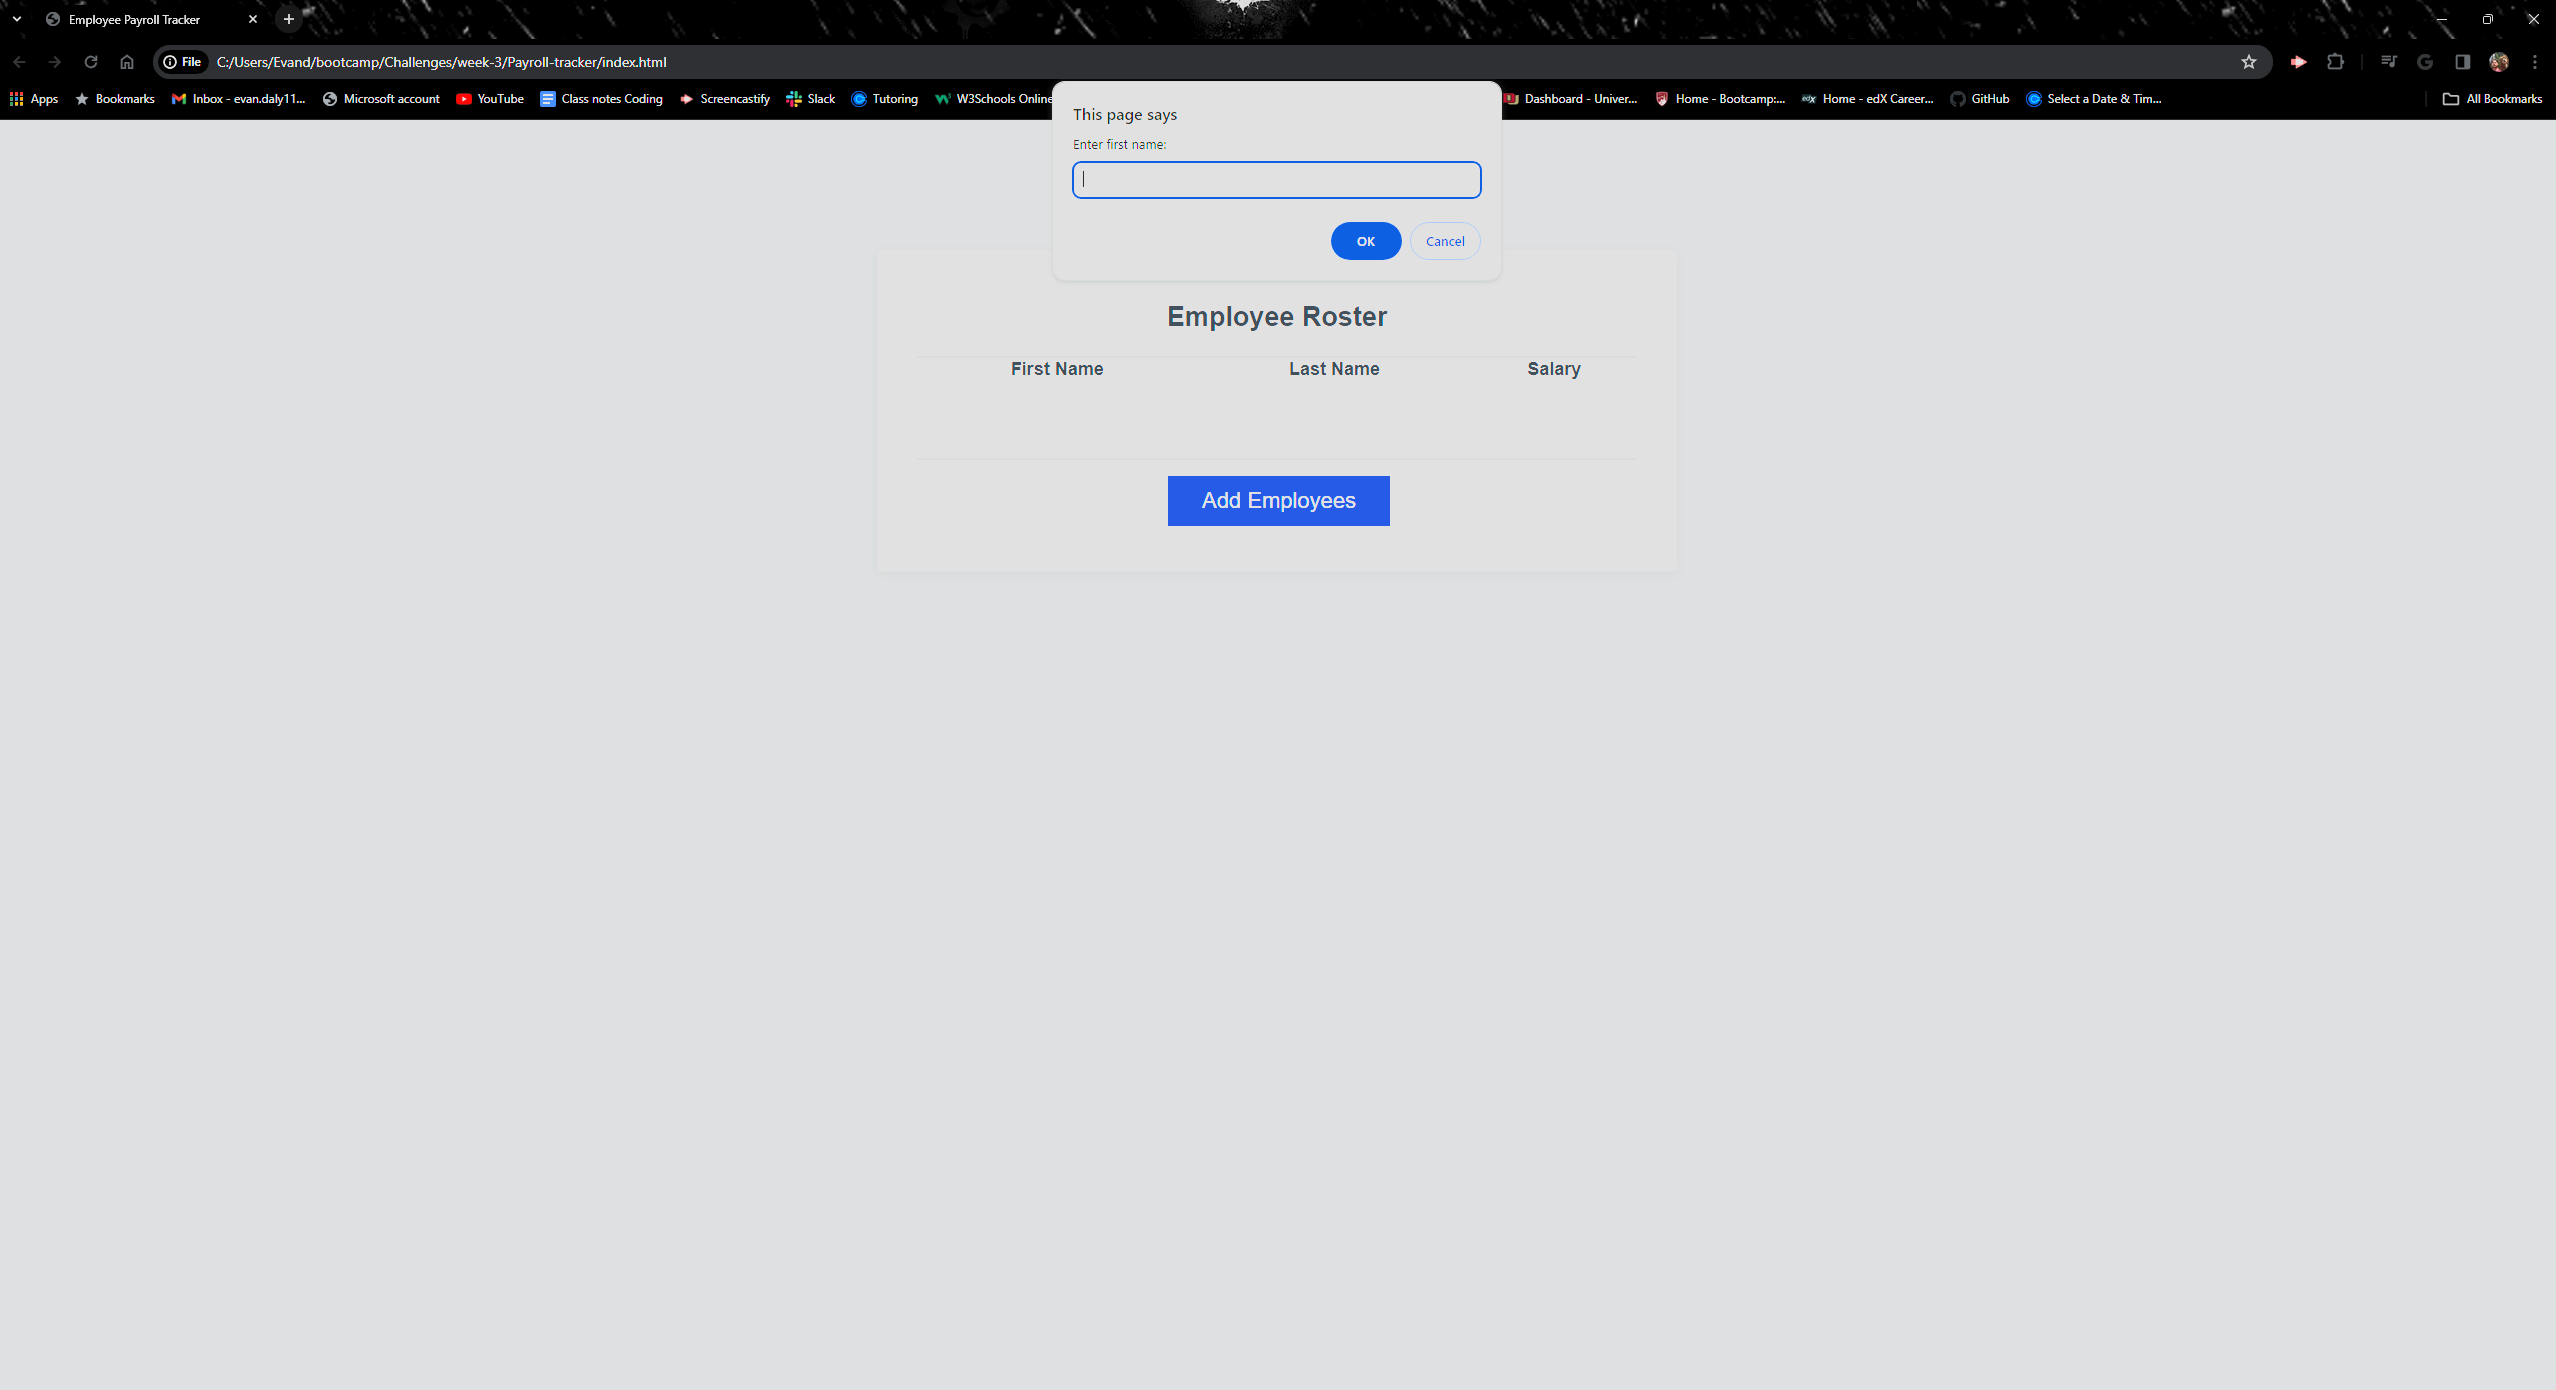 Employee Payroll Tracker
File C:/Users/Evand/bootcamp/Challenges/week-3/Payroll-tracker/index.html
Apps Bookmarks Inbox - evan.daly11... Microsoft account YouTube Class notes Coding Screencastify Slack Tutoring W3Schools Online Dashboard - Univer... Home - Bootcamp:... edX Home - edX Career... GitHub Select a Date & Tim... All Bookmarks
This page says
Enter first name:
OK Cancel
Employee Roster
First Name Last Name Salary
Add Employees